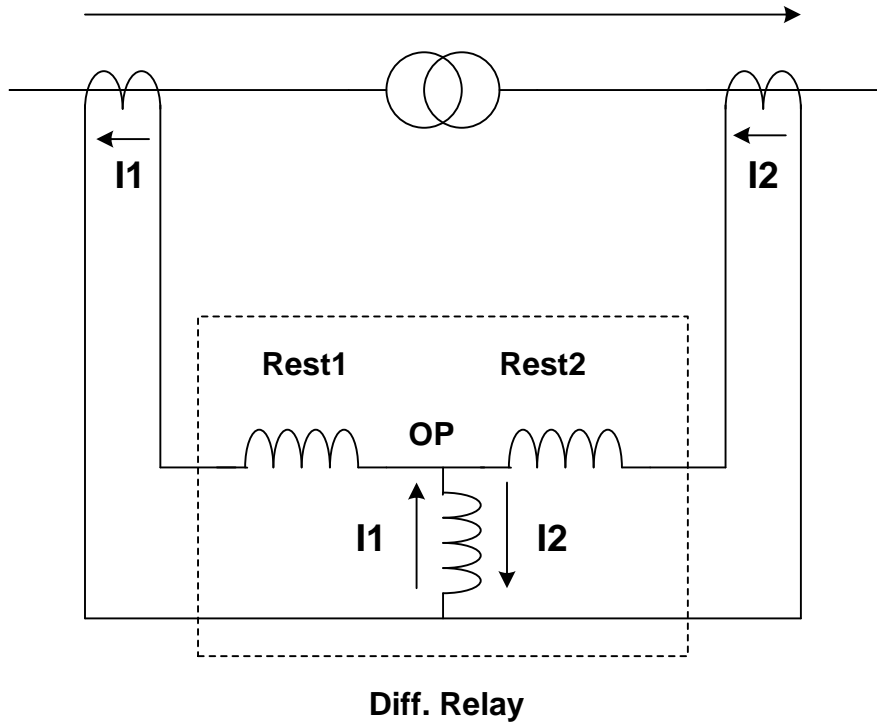 I1
I2
Rest1
Rest2
OP
I1
I2
Diff. Relay